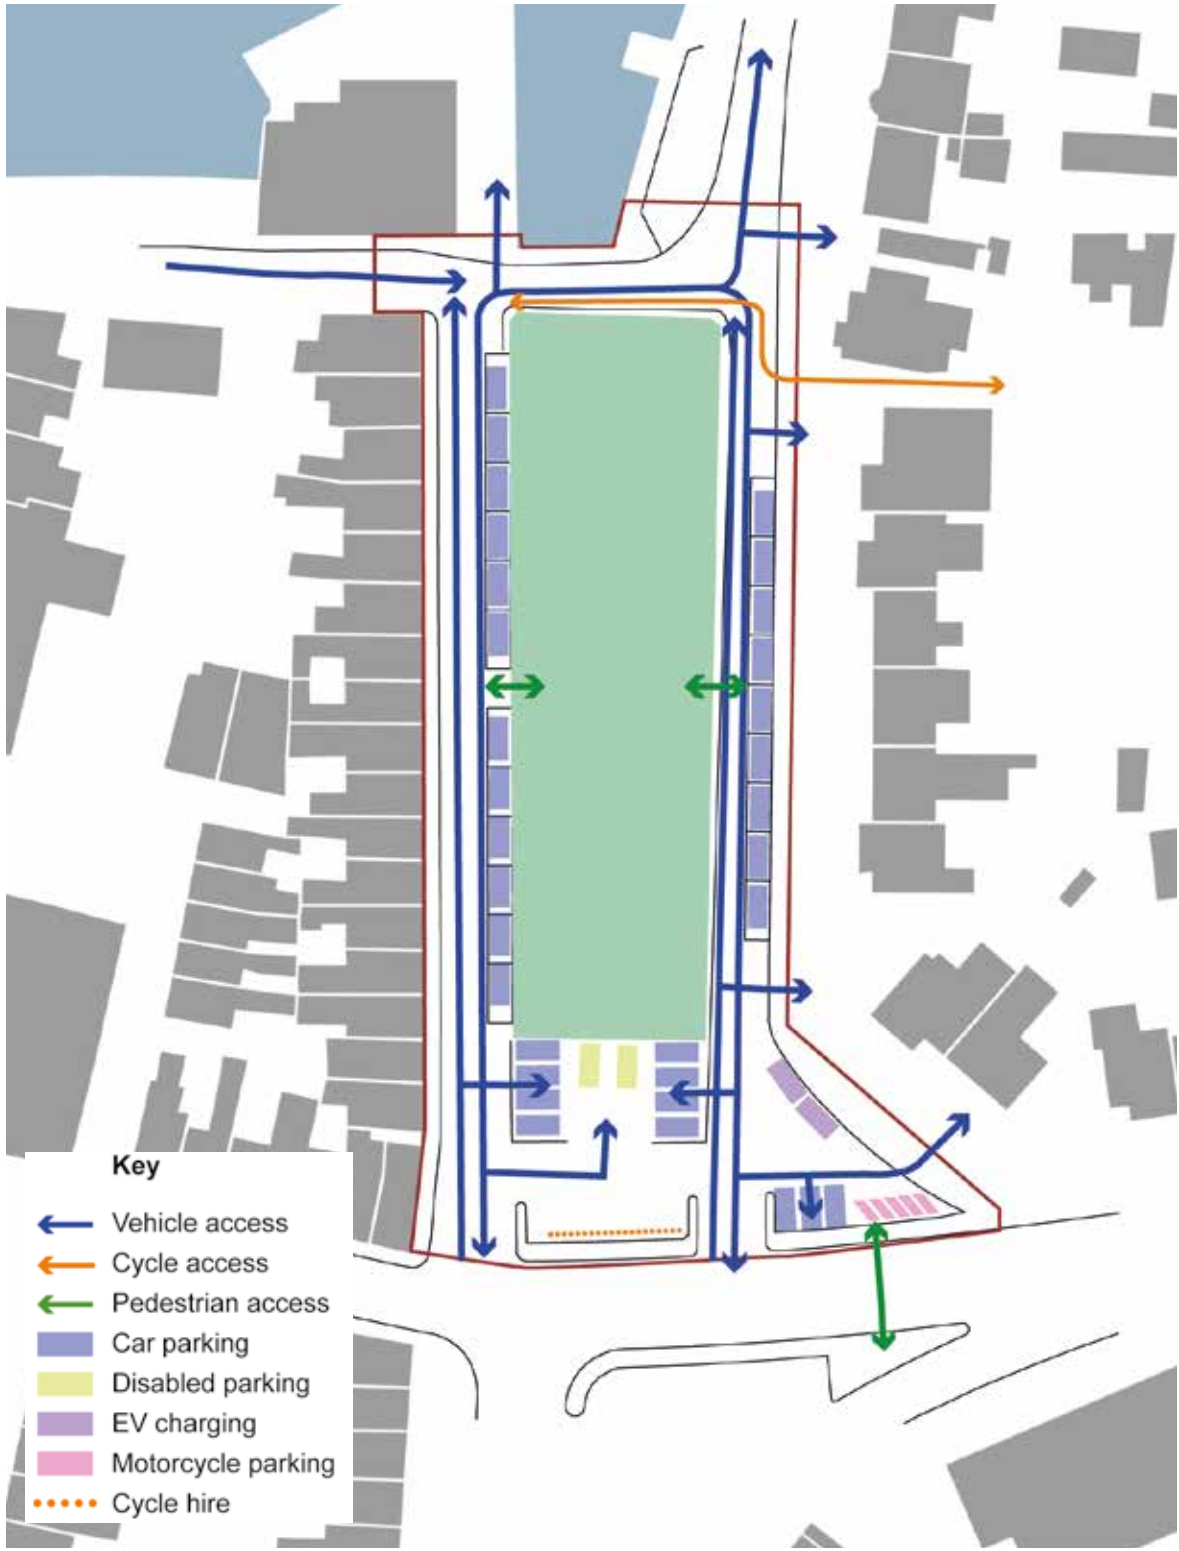 Key
Vehicle access
Cycle access
Pedestrian access
Car parking
Disabled parking
EV charging
Motorcycle parking
Cycle hire